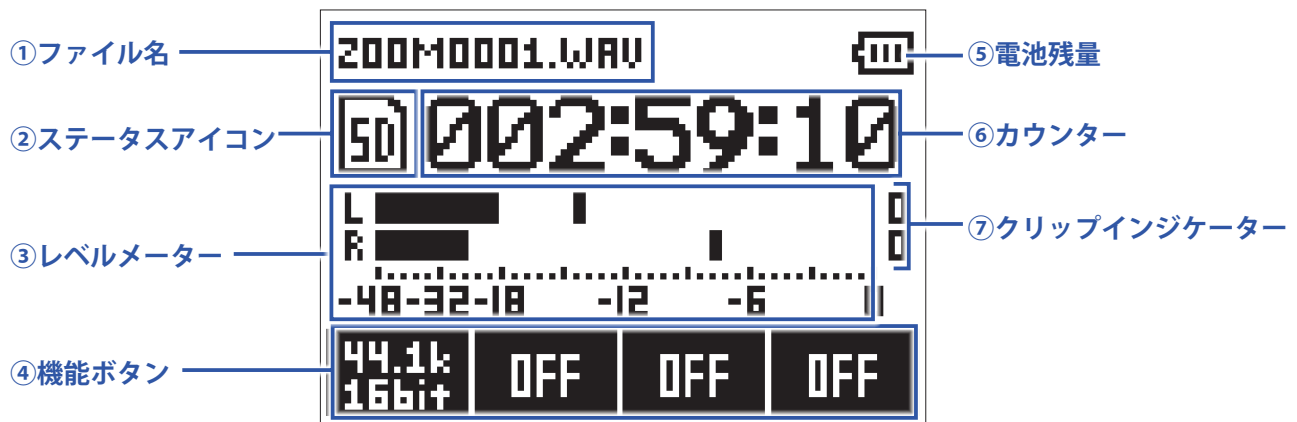 ①ファイル名
ZOOM0001.WAV
⑤電池残量
②ステータスアイコン
SD
002:59:10
⑥カウンター
③レベルメーター
L
R
-48-32-18 -12 -6 0
⑦クリップインジケーター
④機能ボタン
44.1k
16bit
OFF
OFF
OFF